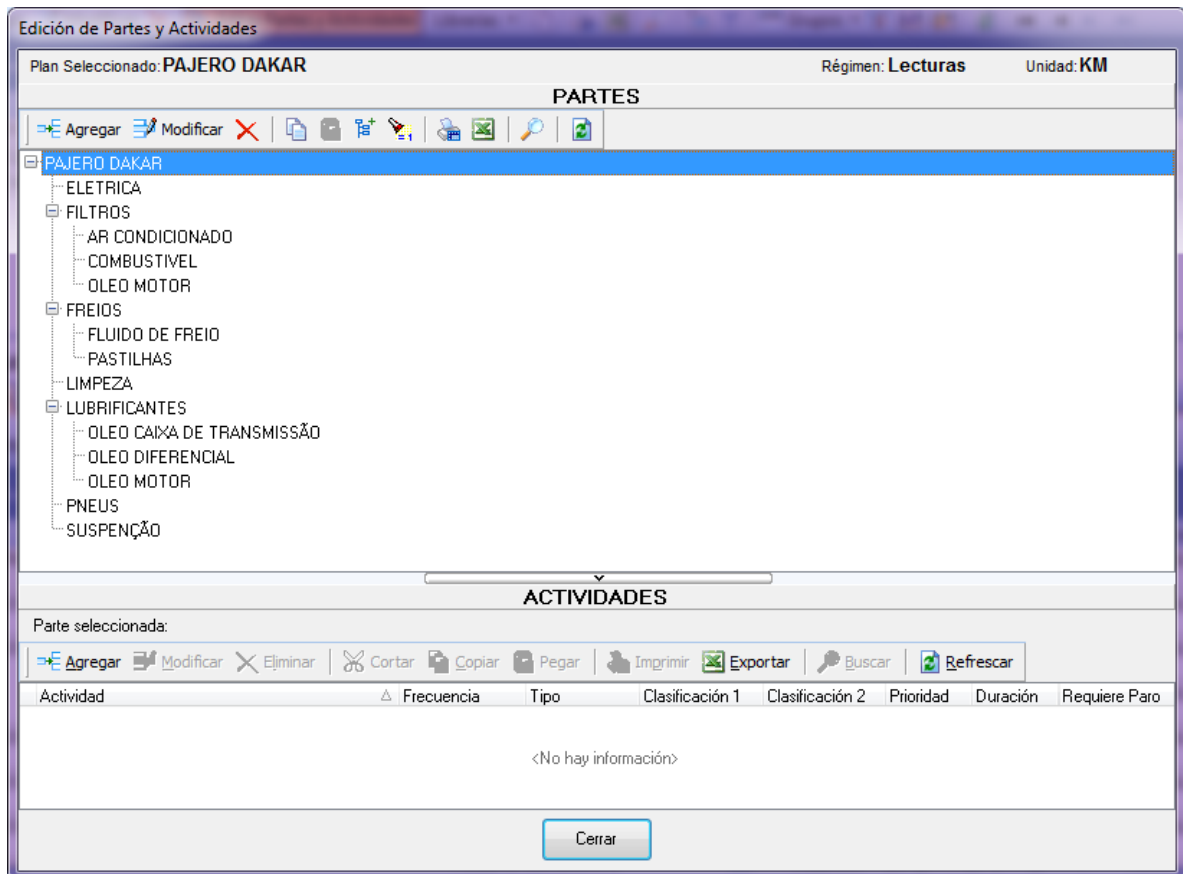 Edición de Partes y Actividades
Plan Seleccionado: PAJERO DAKAR Régimen: Lecturas Unidad: KM
PARTES
Agregar Modificar
PAJERO DAKAR
ELETRICA
FILTROS
AR CONDICIONADO
COMBUSTIVEL
OLEO MOTOR
FREIOS
FLUIDO DE FREIO
PASTILHAS
LIMPEZA
LUBRIFICANTES
OLEO CAIXA DE TRANSMISSÃO
OLEO DIFERENCIAL
OLEO MOTOR
PNEUS
SUSPENÇÃO
ACTIVIDADES
Parte seleccionada:
Agregar Modificar Eliminar Cortar Copiar Pegar Imprimir Exportar Buscar Refrescar
Actividad Frecuencia Tipo Clasificación 1 Clasificación 2 Prioridad Duración Requiere Paro
<No hay información>
Cerrar